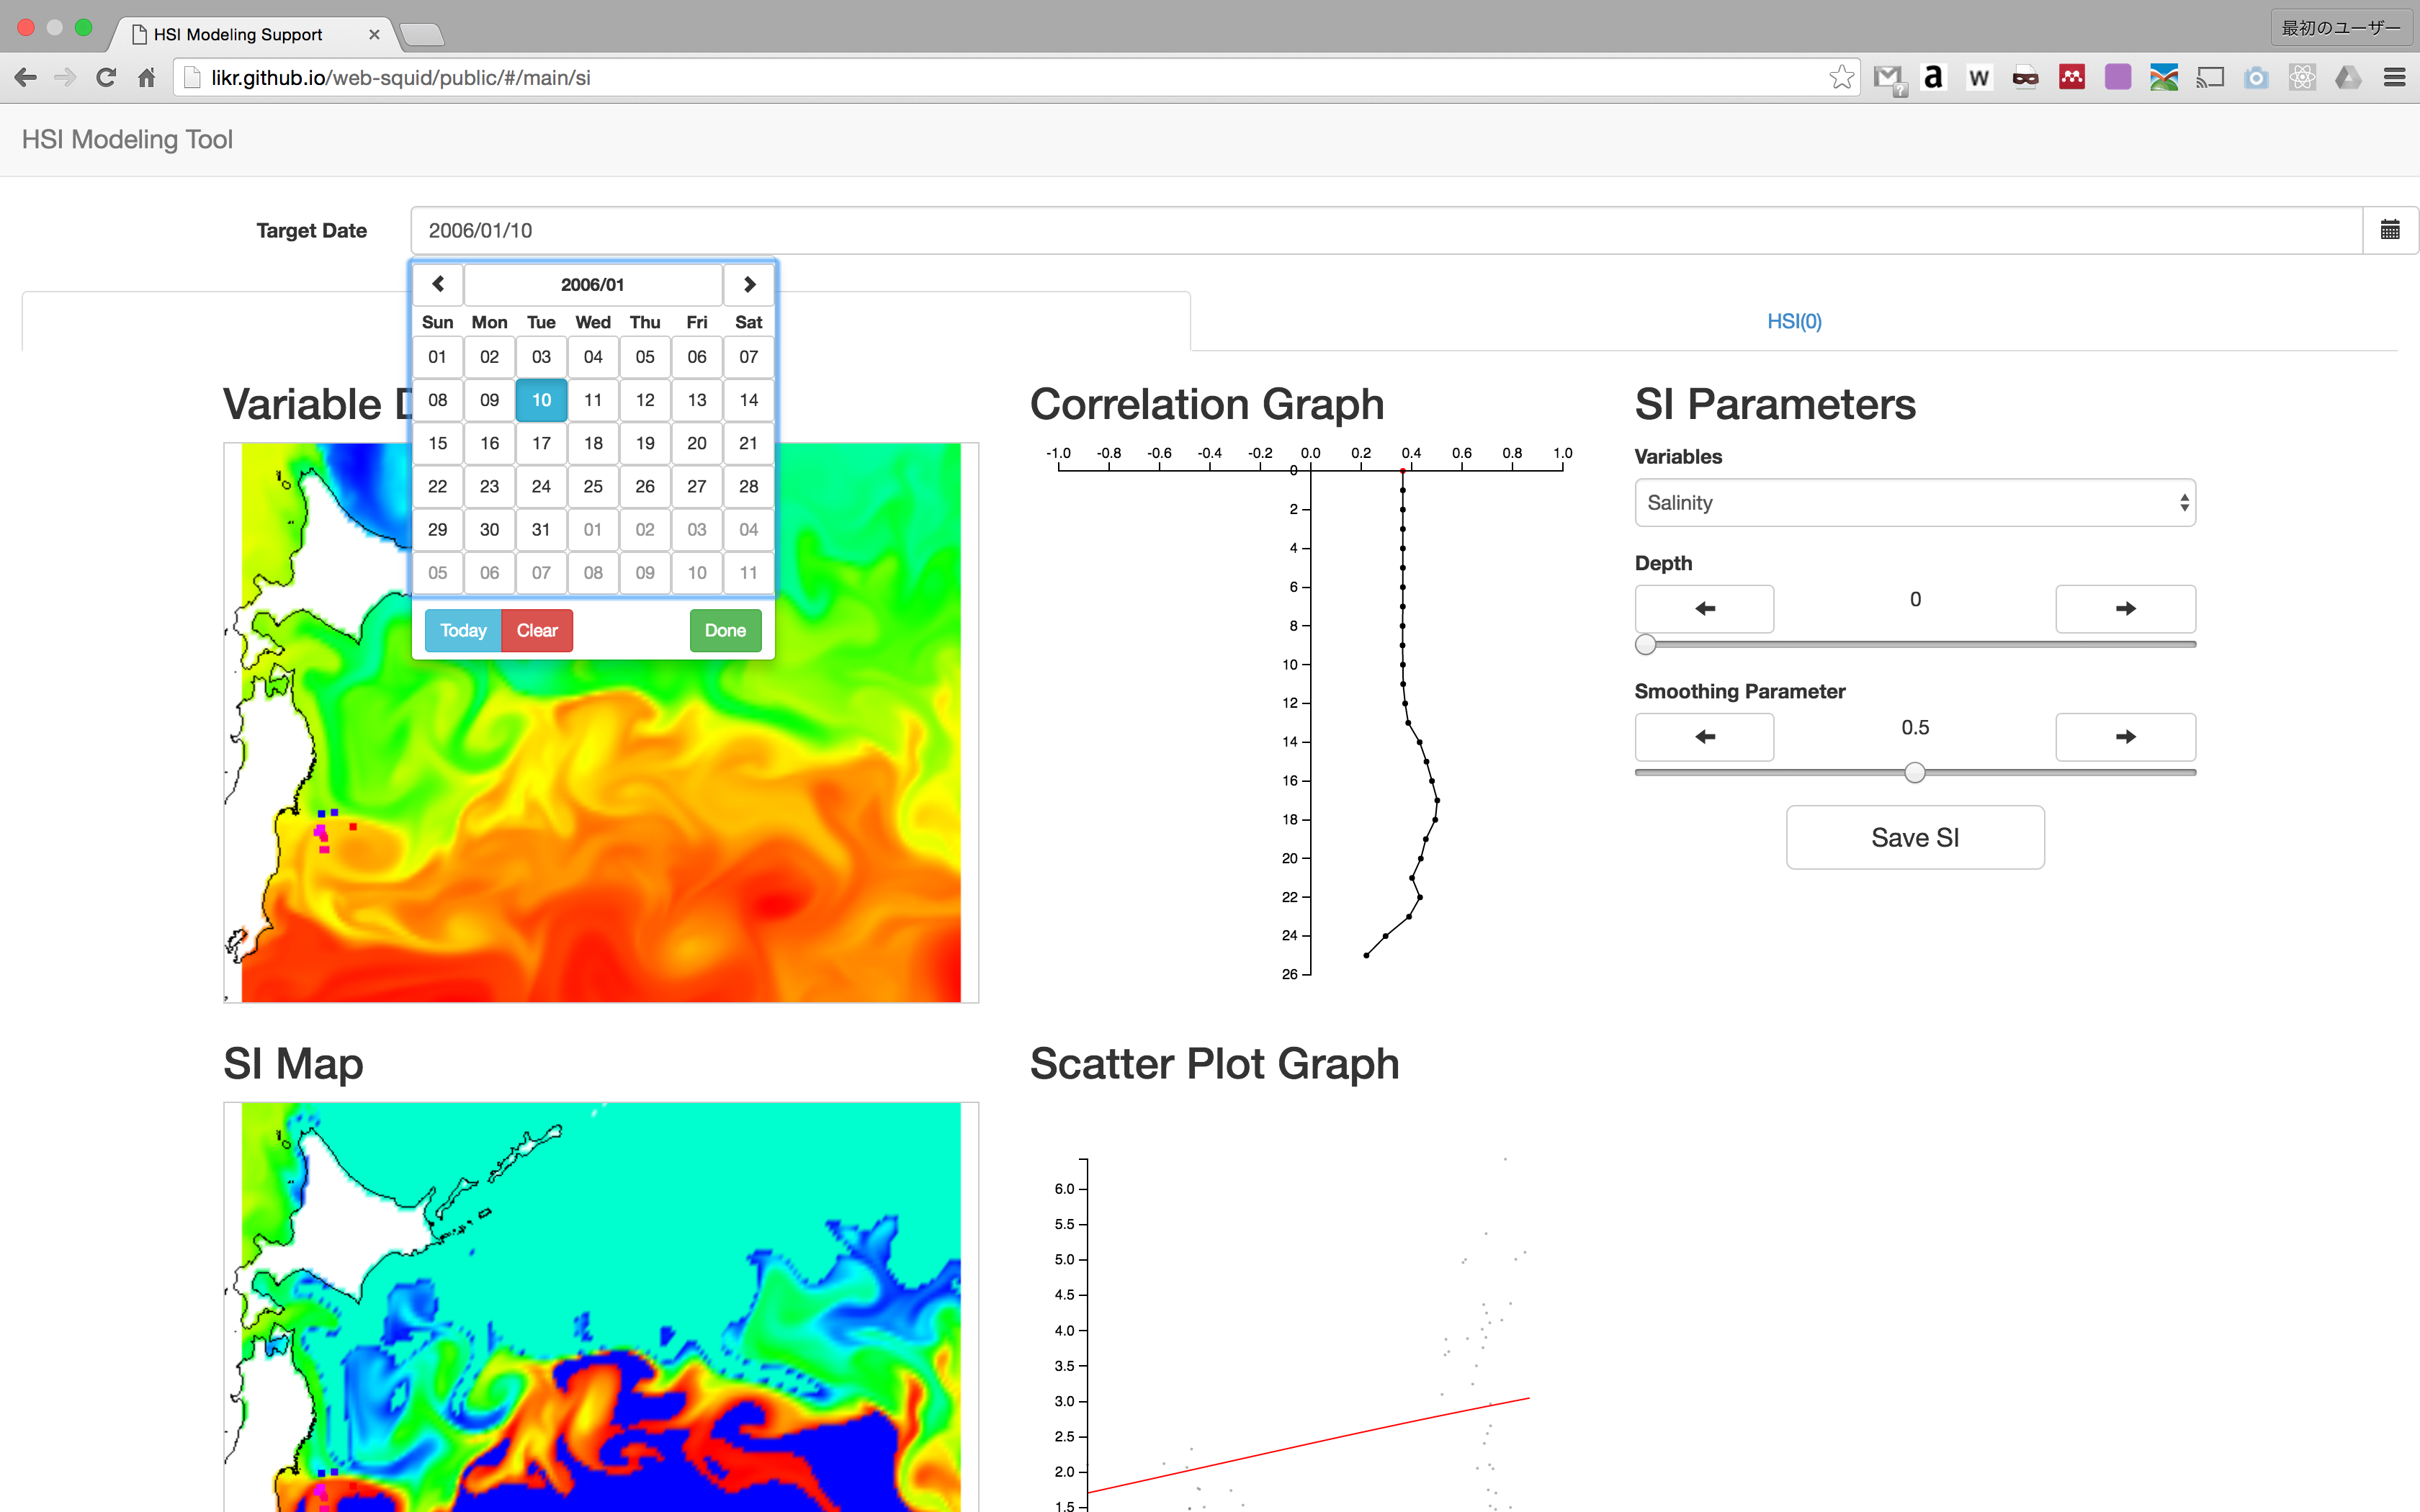 HSI Modeling Support
最初のユーザー
likr.github.io/web-squid/public/#/main/si
a
W
HSI Modeling Tool
Target Date
2006/01/10
2006/01
Sun Mon Tue Wed Thu Fri Sat
01 02 03 04 05 06 07
08 09 10 11 12 13 14
15 16 17 18 19 20 21
22 23 24 25 26 27 28
29 30 31 01 02 03 04
05 06 07 08 09 10 11
Today Clear Done
HSI(0)
Variable
Correlation Graph
-1.0 -0.8 -0.6 -0.4 -0.2 0.0 0.2 0.4 0.6 0.8 1.0
0
2
4
6
8
10
12
14
16
18
20
22
24
26
SI Parameters
Variables
Salinity
Depth
0
Smoothing Parameter
0.5
Save SI
SI Map
Scatter Plot Graph
6.0
5.5
5.0
4.5
4.0
3.5
3.0
2.5
2.0
1.5